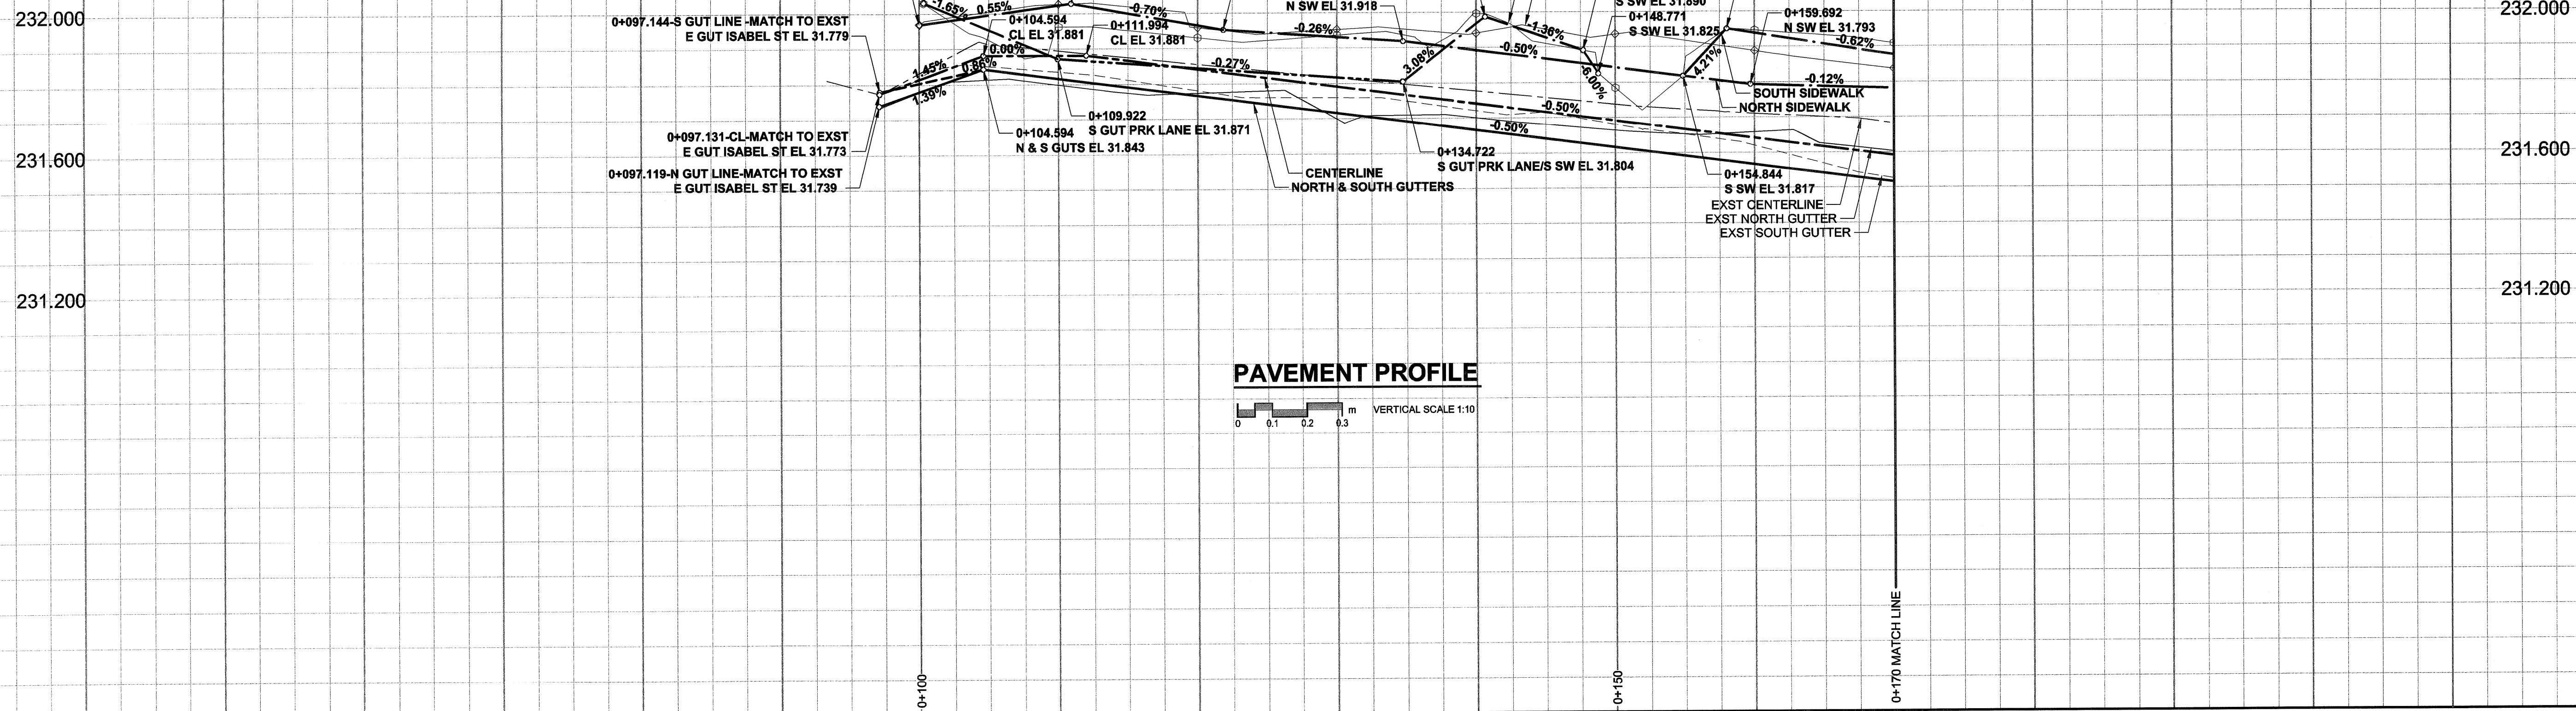 232.000
0+097.144-S GUT LINE -MATCH TO EXST
E GUT ISABEL ST EL 31.779
-1.65%
0.55%
-0.70%
0+104.594
CL EL 31.881
0+111.994
CL EL 31.881
N SW EL 31.918
-0.26%
-1.36%
S SW EL 31.890
0+148.771
S SW EL 31.825
0+159.692
N SW EL 31.793
-0.62%
232.000
0.00%
1.45%
0.86%
1.39%
-0.27%
3.08%
-0.50%
-6.00%
4.21%
-0.12%
SOUTH SIDEWALK
NORTH SIDEWALK
-0.50%
-0.50%
0+109.922
S GUT PRK LANE EL 31.871
0+097.131-CL-MATCH TO EXST
E GUT ISABEL ST EL 31.773
0+104.594
N & S GUTS EL 31.843
231.600
231.600
0+134.722
S GUT PRK LANE/S SW EL 31.804
0+097.119-N GUT LINE-MATCH TO EXST
E GUT ISABEL ST EL 31.739
CENTERLINE
NORTH & SOUTH GUTTERS
0+154.844
S SW EL 31.817
EXST CENTERLINE
EXST NORTH GUTTER
EXST SOUTH GUTTER
231.200
231.200
PAVEMENT PROFILE
m VERTICAL SCALE 1:10
0 0.1 0.2 0.3
0+100
0+150
0+170 MATCH LINE